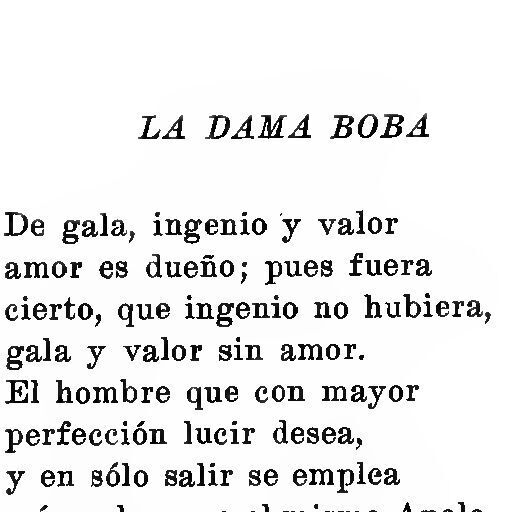 LA DAMA BOBA
De gala, ingenio y valor
amor es dueño; pues fuera
cierto, que ingenio no hubiera,
gala y valor sin amor.
El hombre que con mayor
perfección lucir desea,
y en sólo salir se emplea